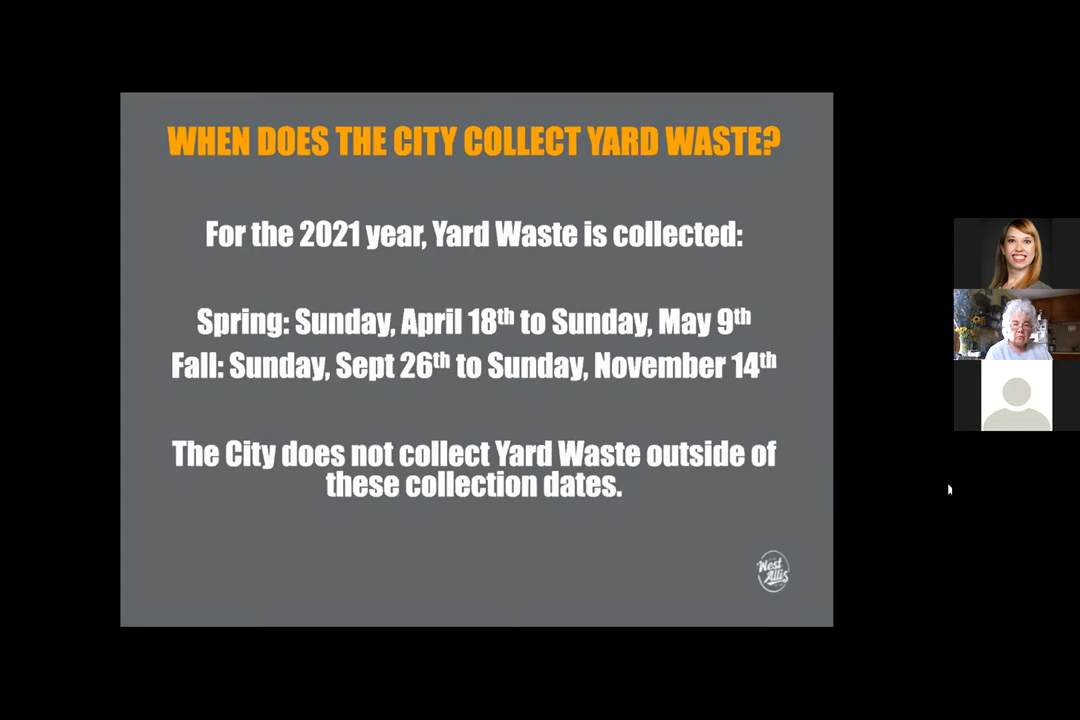 WHEN DOES THE CITY COLLECT YARD WASTE?
For the 2021 year, Yard Waste is collected:
Spring: Sunday, April 18th to Sunday, May 9th
Fall: Sunday, Sept 26th to Sunday, November 14th
The City does not collect Yard Waste outside of
these collection dates.
West
Allis